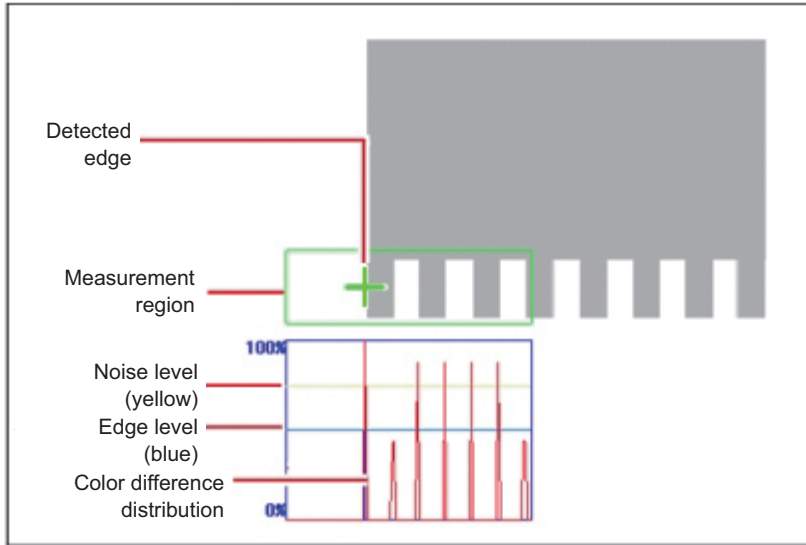 Detected
edge
Measurement
region
100%
Noise level
(yellow)
Edge level
(blue)
Color difference
distribution
0%